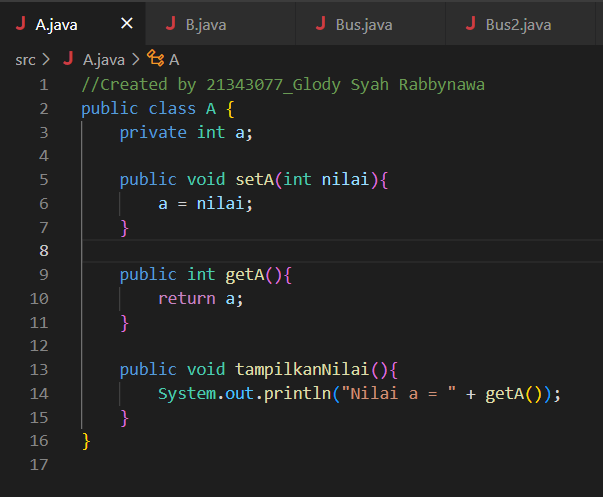 A.java B.java Bus.java Bus2.java
src > A.java > A
1 //Created by 21343077_Glody Syah Rabbynawa
2 public class A {
3     private int a;
4
5     public void setA(int nilai){
6         a = nilai;
7     }
8
9     public int getA(){
10         return a;
11     }
12
13     public void tampilkanNilai(){
14         System.out.println("Nilai a = " + getA());
15     }
16 }
17